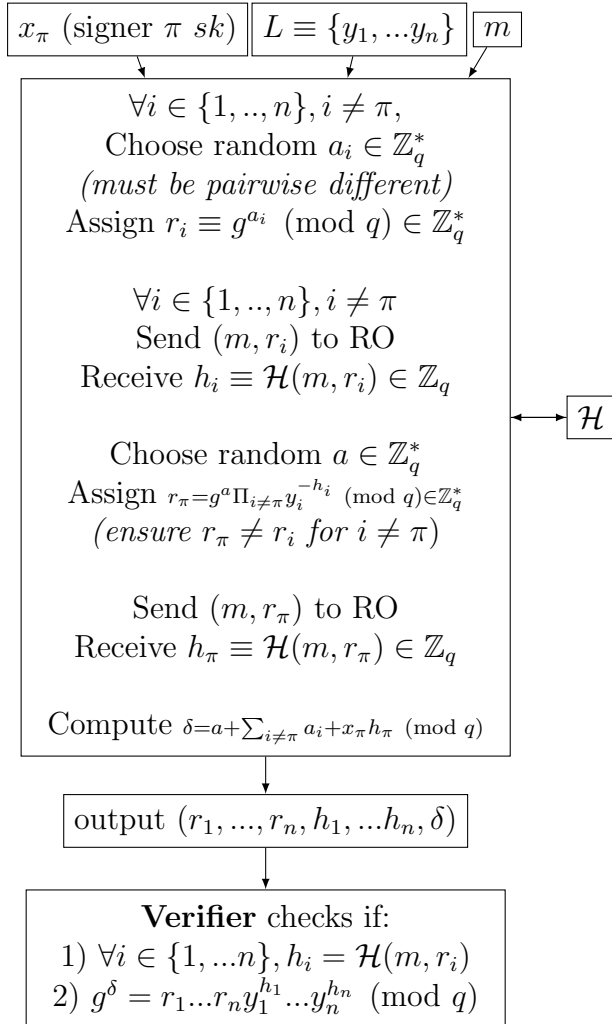 x_π (signer π sk)
L ≡ {y_1, ...y_n}
m
∀i ∈ {1, .., n}, i ≠ π,
Choose random a_i ∈ ℤ_q^*
(must be pairwise different)
Assign r_i ≡ g^{a_i} (mod q) ∈ ℤ_q^*
∀i ∈ {1, .., n}, i ≠ π
Send (m, r_i) to RO
Receive h_i ≡ ℋ(m, r_i) ∈ ℤ_q
Choose random a ∈ ℤ_q^*
Assign r_π=g^a Π_{i≠π} y_i^{-h_i} (mod q)∈ℤ_q^*
(ensure r_π ≠ r_i for i ≠ π)
Send (m, r_π) to RO
Receive h_π ≡ ℋ(m, r_π) ∈ ℤ_q
Compute δ=a+∑_{i≠π} a_i+x_π h_π (mod q)
ℋ
output (r_1, ..., r_n, h_1, ...h_n, δ)
Verifier checks if:
1) ∀i ∈ {1, ...n}, h_i = ℋ(m, r_i)
2) g^δ = r_1...r_n y_1^{h_1}...y_n^{h_n} (mod q)